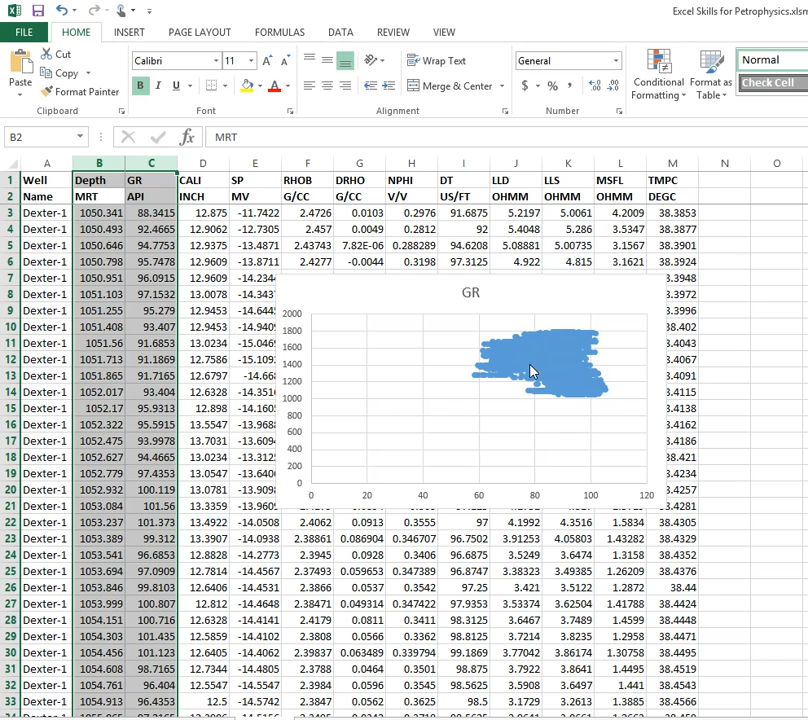 Excel Skills for Petrophysics.xlsm
FILE HOME INSERT PAGE LAYOUT FORMULAS DATA REVIEW VIEW
Cut
Copy
Format Painter
Paste
Clipboard
Calibri 11
B I U
Font
Wrap Text
Merge & Center
Alignment
General
$ % ,
Number
Conditional Formatting
Format as Table
Normal
Check Cell
B2 fx MRT
A B C D E F G H I J K L M N O
1 Well Depth GR CALI SP RHOB DRHO NPHI DT LLD LLS MSFL TMPC
2 Name MRT API INCH MV G/CC G/CC V/V US/FT OHMM OHMM OHMM DEGC
3 Dexter-1 1050.341 88.3415 12.875 -11.7422 2.4726 0.0103 0.2976 91.6875 5.2197 5.0061 4.2009 38.3853
4 Dexter-1 1050.493 92.4665 12.9062 -12.7305 2.457 0.0049 0.2812 92 5.4048 5.286 3.5347 38.3877
5 Dexter-1 1050.646 94.7753 12.9375 -13.4871 2.43743 7.82E-06 0.288289 94.6208 5.08881 5.00735 3.1567 38.3901
6 Dexter-1 1050.798 95.7478 12.9609 -13.8711 2.4277 -0.0044 0.3198 97.3125 4.922 4.815 3.1621 38.3924
7 Dexter-1 1050.951 96.0915 12.9609 -14.2344 8.3948
8 Dexter-1 1051.103 97.1532 13.0078 -14.343 8.3972
9 Dexter-1 1051.255 95.279 12.9453 -14.644 8.3996
10 Dexter-1 1051.408 93.407 12.9453 -14.940 38.402
11 Dexter-1 1051.56 91.6853 12.9234 -15.046 8.4043
12 Dexter-1 1051.713 91.1869 12.7586 -15.109 8.4067
13 Dexter-1 1051.865 91.7165 12.6797 -14.66 8.4091
14 Dexter-1 1052.017 93.404 12.6328 -14.351 8.4115
15 Dexter-1 1052.17 95.9313 12.898 -14.160 8.4138
16 Dexter-1 1052.322 95.5915 12.5547 -13.968 8.4162
17 Dexter-1 1052.475 93.9978 13.7031 -13.609 8.4186
18 Dexter-1 1052.627 94.4665 13.0234 -13.312 38.421
19 Dexter-1 1052.779 97.4353 13.0547 -13.640 8.4234
20 Dexter-1 1052.932 100.119 13.0781 -13.909 8.4257
21 Dexter-1 1053.084 101.56 13.3359 -13.960 8.4281
22 Dexter-1 1053.237 101.373 13.4922 -14.0508 2.4062 0.0913 0.3555 97 4.1992 4.3516 1.5834 38.4305
23 Dexter-1 1053.389 99.312 13.3907 -14.0938 2.38861 0.086904 0.346707 96.7502 3.91253 4.05803 1.43282 38.4329
24 Dexter-1 1053.541 96.6853 12.8828 -14.2773 2.3945 0.0928 0.3406 96.6875 3.5249 3.6474 1.3158 38.4352
25 Dexter-1 1053.694 97.0909 12.7814 -14.4567 2.37493 0.059653 0.347389 96.8747 3.38323 3.49385 1.26209 38.4376
26 Dexter-1 1053.846 99.8103 12.6406 -14.4531 2.3866 0.0537 0.3542 97.25 3.421 3.5122 1.2872 38.44
27 Dexter-1 1053.999 100.807 12.812 -14.4648 2.38471 0.049314 0.347422 97.9353 3.53374 3.62504 1.41788 38.4424
28 Dexter-1 1054.151 100.716 12.6328 -14.4141 2.4179 0.0811 0.3411 98.3125 3.6467 3.7489 1.4599 38.4448
29 Dexter-1 1054.303 101.435 12.5859 -14.4102 2.3808 0.0566 0.3362 98.8125 3.7214 3.8235 1.2958 38.4471
30 Dexter-1 1054.456 101.123 12.6405 -14.4062 2.39837 0.063489 0.339794 99.1869 3.77042 3.86174 1.30758 38.4495
31 Dexter-1 1054.608 98.7165 12.7344 -14.4805 2.3788 0.0464 0.3501 98.875 3.7922 3.8641 1.4495 38.4519
32 Dexter-1 1054.761 96.404 12.5547 -14.5547 2.3984 0.0596 0.3545 98.5625 3.5908 3.6497 1.441 38.4543
33 Dexter-1 1054.913 96.4353 12.5 -14.5742 2.3847 0.0562 0.3625 98.5 3.1729 3.2613 1.3885 38.4566
GR
2000
1800
1600
1400
1200
1000
800
600
400
200
0
0 20 40 60 80 100 120